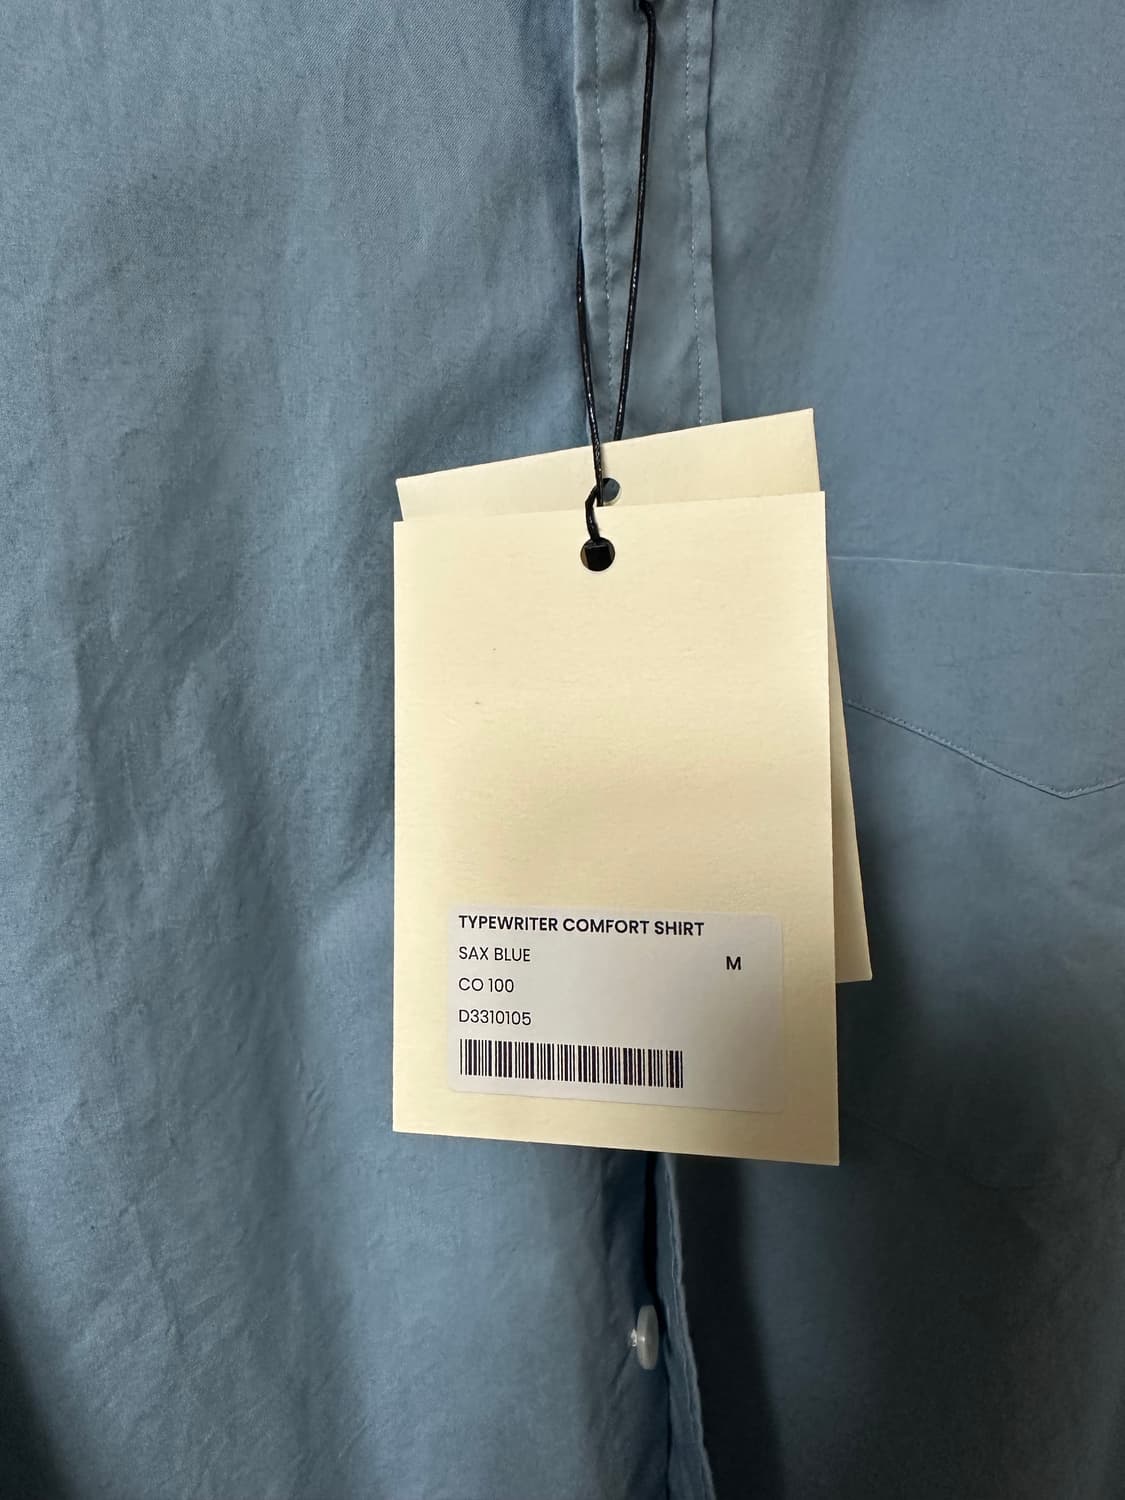 TYPEWRITER COMFORT SHIRT
SAX BLUE
M
CO 100
D3310105